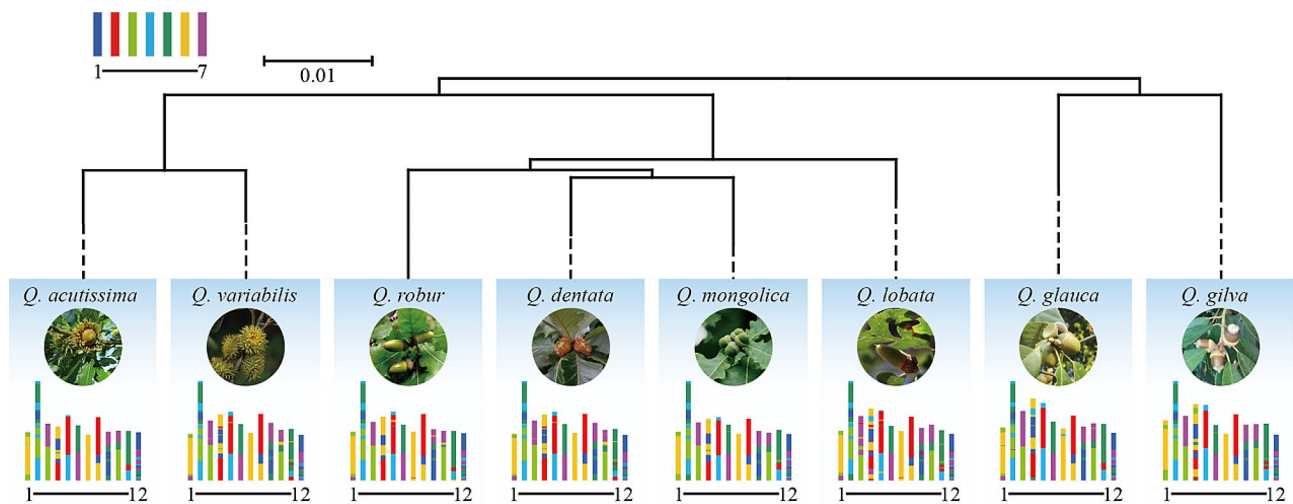 1 7
0.01
Q. acutissima Q. variabilis Q. robur Q. dentata Q. mongolica Q. lobata Q. glauca Q. gilva
1 12 1 12 1 12 1 12 1 12 1 12 1 12 1 12